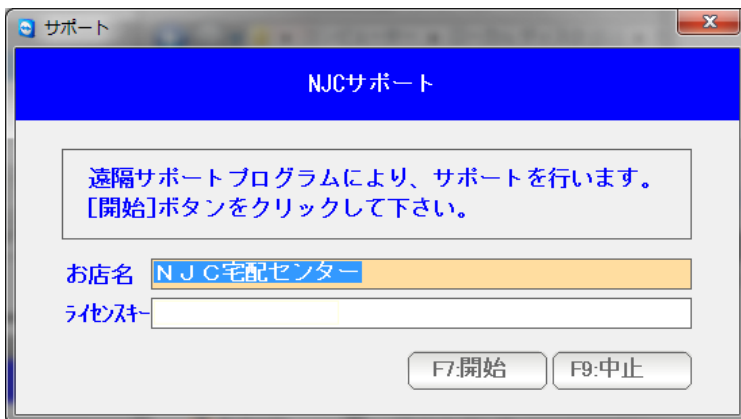 サポート
NJCサポート
遠隔サポートプログラムにより、サポートを行います。
[開始]ボタンをクリックして下さい。
お店名 ＮＪＣ宅配センター
ﾗｲｾﾝｽｷｰ
F7:開始 F9:中止